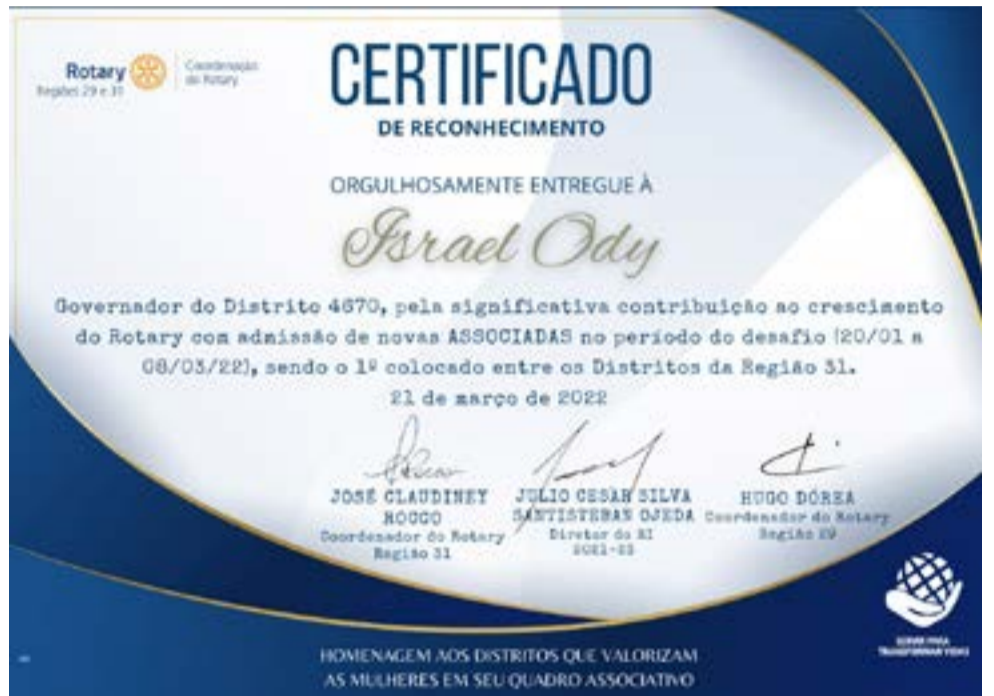 Rotary
Regiões 29 e 31
Coordenação
do Rotary
CERTIFICADO
DE RECONHECIMENTO
ORGULHOSAMENTE ENTREGUE À
Israel Ody
Governador do Distrito 4670, pela significativa contribuição ao crescimento
do Rotary com admissão de novas ASSOCIADAS no período do desafio (20/01 a
08/03/22), sendo o 1º colocado entre os Distritos da Região 31.
21 de março de 2022
JOSÉ CLAUDINEY
ROCCO
Coordenador do Rotary
Região 31
JULIO CESAR SILVA
SANTISTEBAN OJEDA
Diretor do RI
2021-23
HUGO DÓREA
Coordenador do Rotary
Região 29
SERVIR PARA
TRANSFORMAR VIDAS
HOMENAGEM AOS DISTRITOS QUE VALORIZAM
AS MULHERES EM SEU QUADRO ASSOCIATIVO